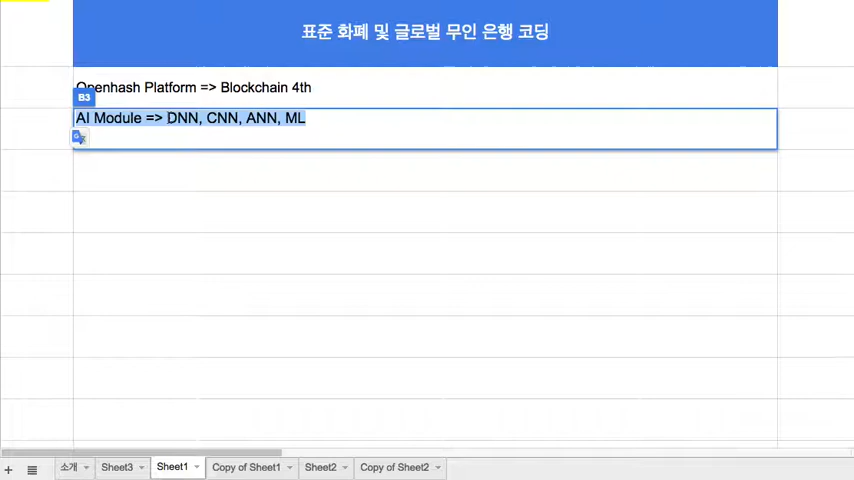 표준 화폐 및 글로벌 무인 은행 코딩
Openhash Platform => Blockchain 4th
B3
AI Module => DNN, CNN, ANN, ML
소개 Sheet3 Sheet1 Copy of Sheet1 Sheet2 Copy of Sheet2